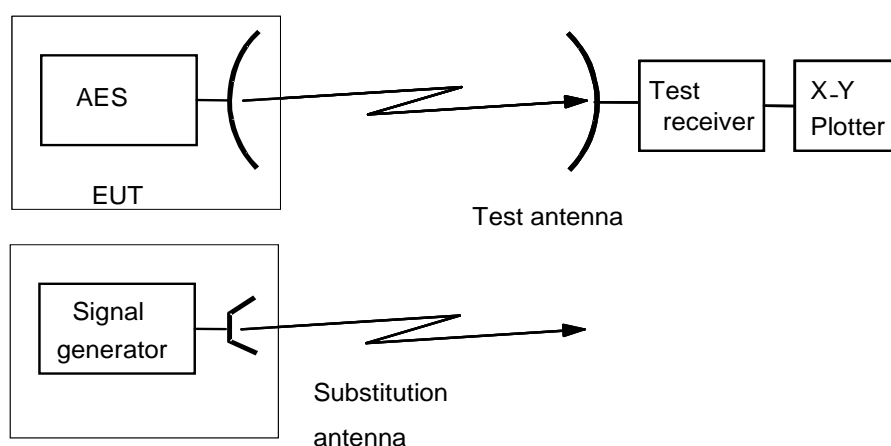 AES
EUT
Test
receiver
X-Y
Plotter
Test antenna
Signal
generator
Substitution
antenna